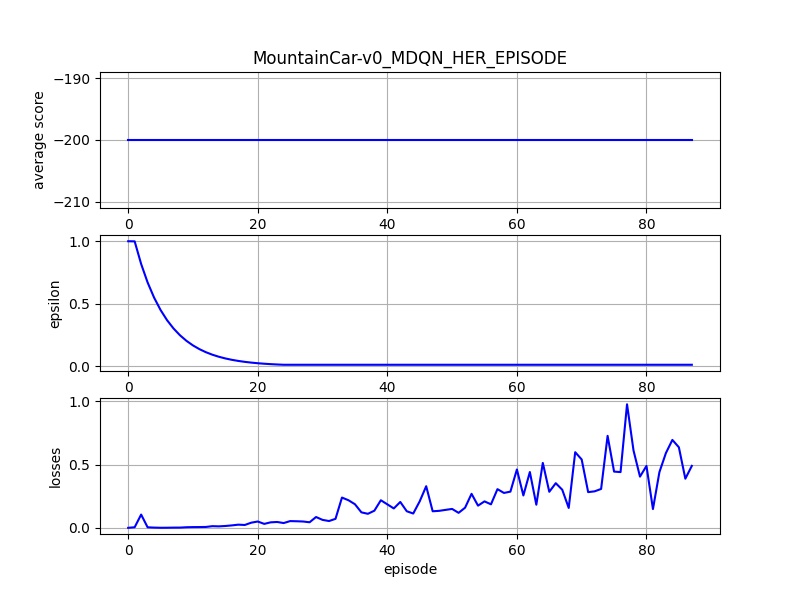 MountainCar-v0_MDQN_HER_EPISODE
average score
−190
−200
−210
0 20 40 60 80
epsilon
1.0
0.5
0.0
0 20 40 60 80
losses
1.0
0.5
0.0
0 20 40 60 80
episode